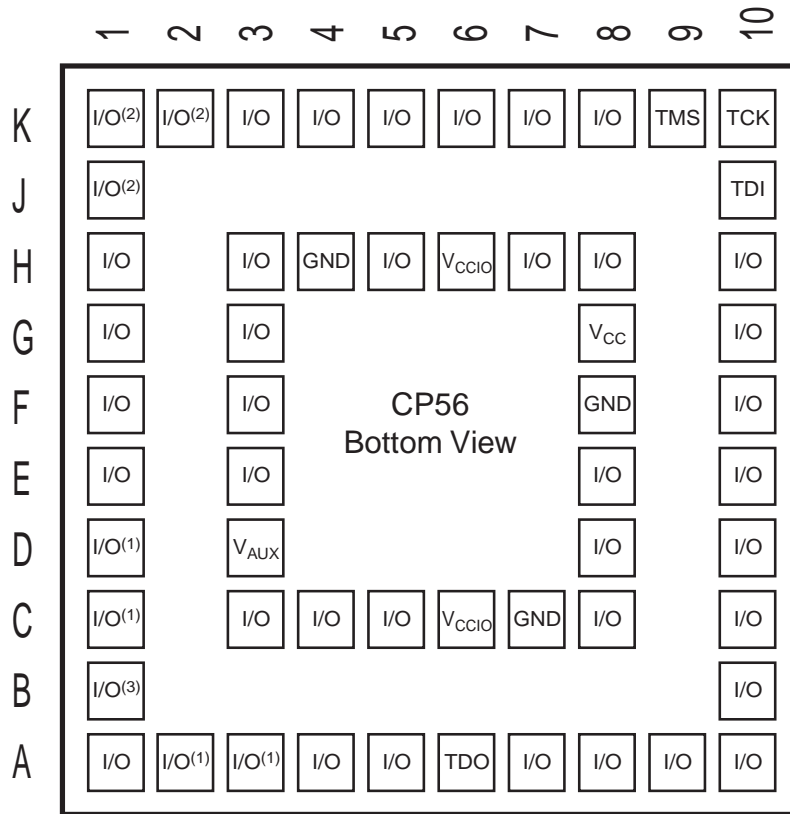 1 2 3 4 5 6 7 8 9 10
K I/O(2) I/O(2) I/O I/O I/O I/O I/O I/O TMS TCK
J I/O(2) TDI
H I/O I/O GND I/O VCCIO I/O I/O I/O
G I/O I/O VCC I/O
F I/O I/O CP56 GND I/O
Bottom View
E I/O I/O I/O I/O
D I/O(1) VAUX I/O I/O
C I/O(1) I/O I/O I/O VCCIO GND I/O I/O
B I/O(3) I/O
A I/O I/O(1) I/O(1) I/O I/O TDO I/O I/O I/O I/O